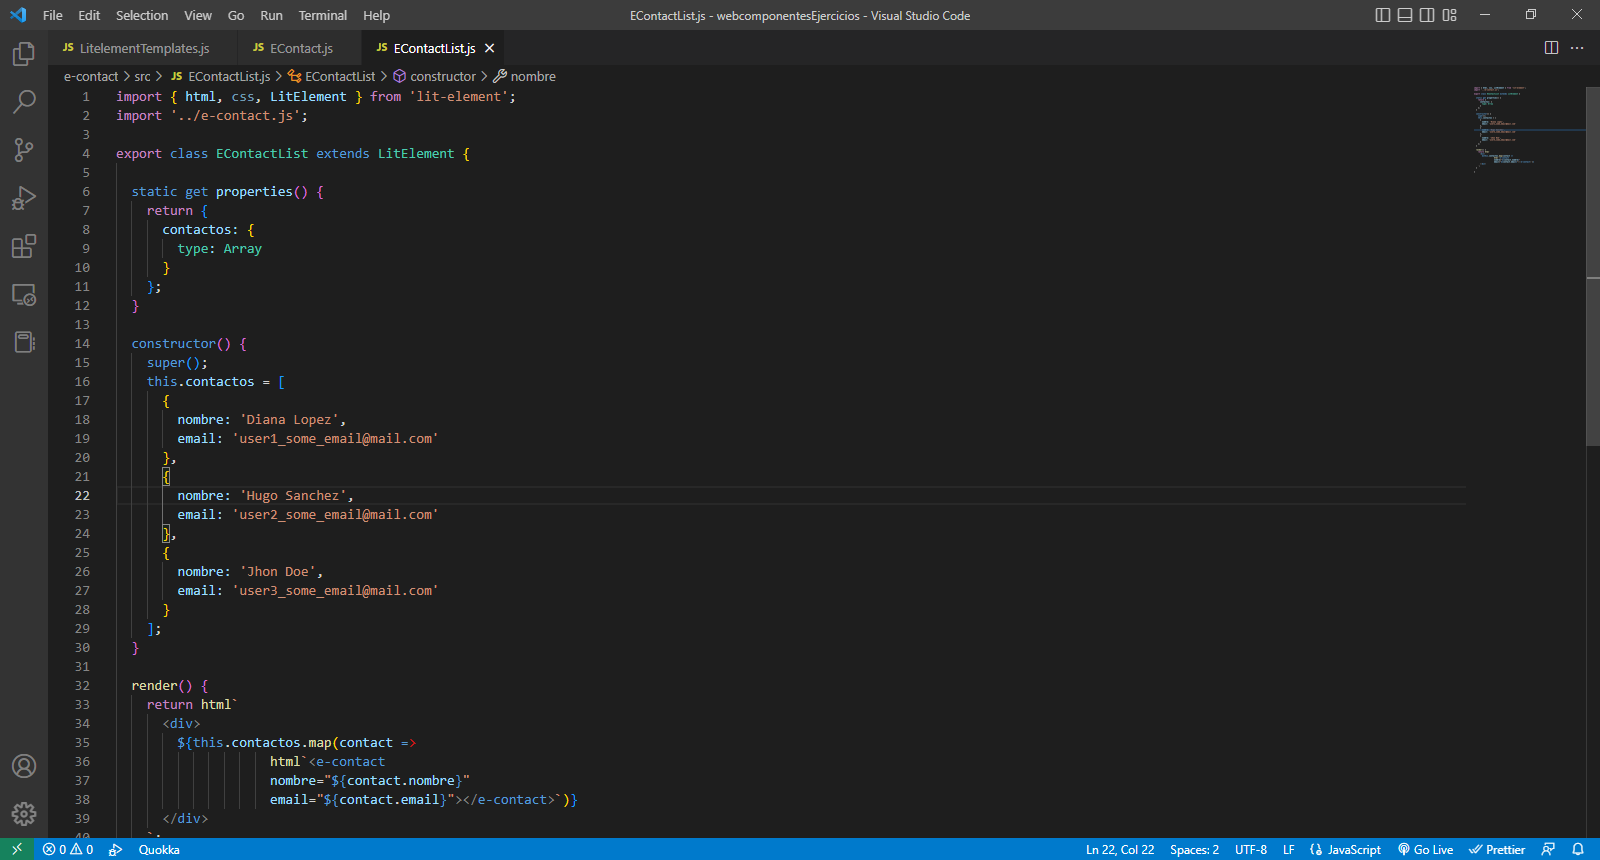 File Edit Selection View Go Run Terminal Help
EContactList.js - webcomponentesEjercicios - Visual Studio Code
JS LitelementTemplates.js JS EContact.js JS EContactList.js
e-contact > src > JS EContactList.js > EContactList > constructor > nombre
1 import { html, css, LitElement } from 'lit-element';
2 import '../e-contact.js';
3
4 export class EContactList extends LitElement {
5
6 static get properties() {
7 return {
8 contactos: {
9 type: Array
10 }
11 };
12 }
13
14 constructor() {
15 super();
16 this.contactos = [
17 {
18 nombre: 'Diana Lopez',
19 email: 'user1_some_email@mail.com'
20 },
21 {
22 nombre: 'Hugo Sanchez',
23 email: 'user2_some_email@mail.com'
24 },
25 {
26 nombre: 'Jhon Doe',
27 email: 'user3_some_email@mail.com'
28 }
29 ];
30 }
31
32 render() {
33 return html`
34 <div>
35 ${this.contactos.map(contact =>
36 html`<e-contact
37 nombre="${contact.nombre}"
38 email="${contact.email}"></e-contact>`)}
39 </div>
40 `;
0 0 Quokka Ln 22, Col 22 Spaces: 2 UTF-8 LF JavaScript Go Live Prettier